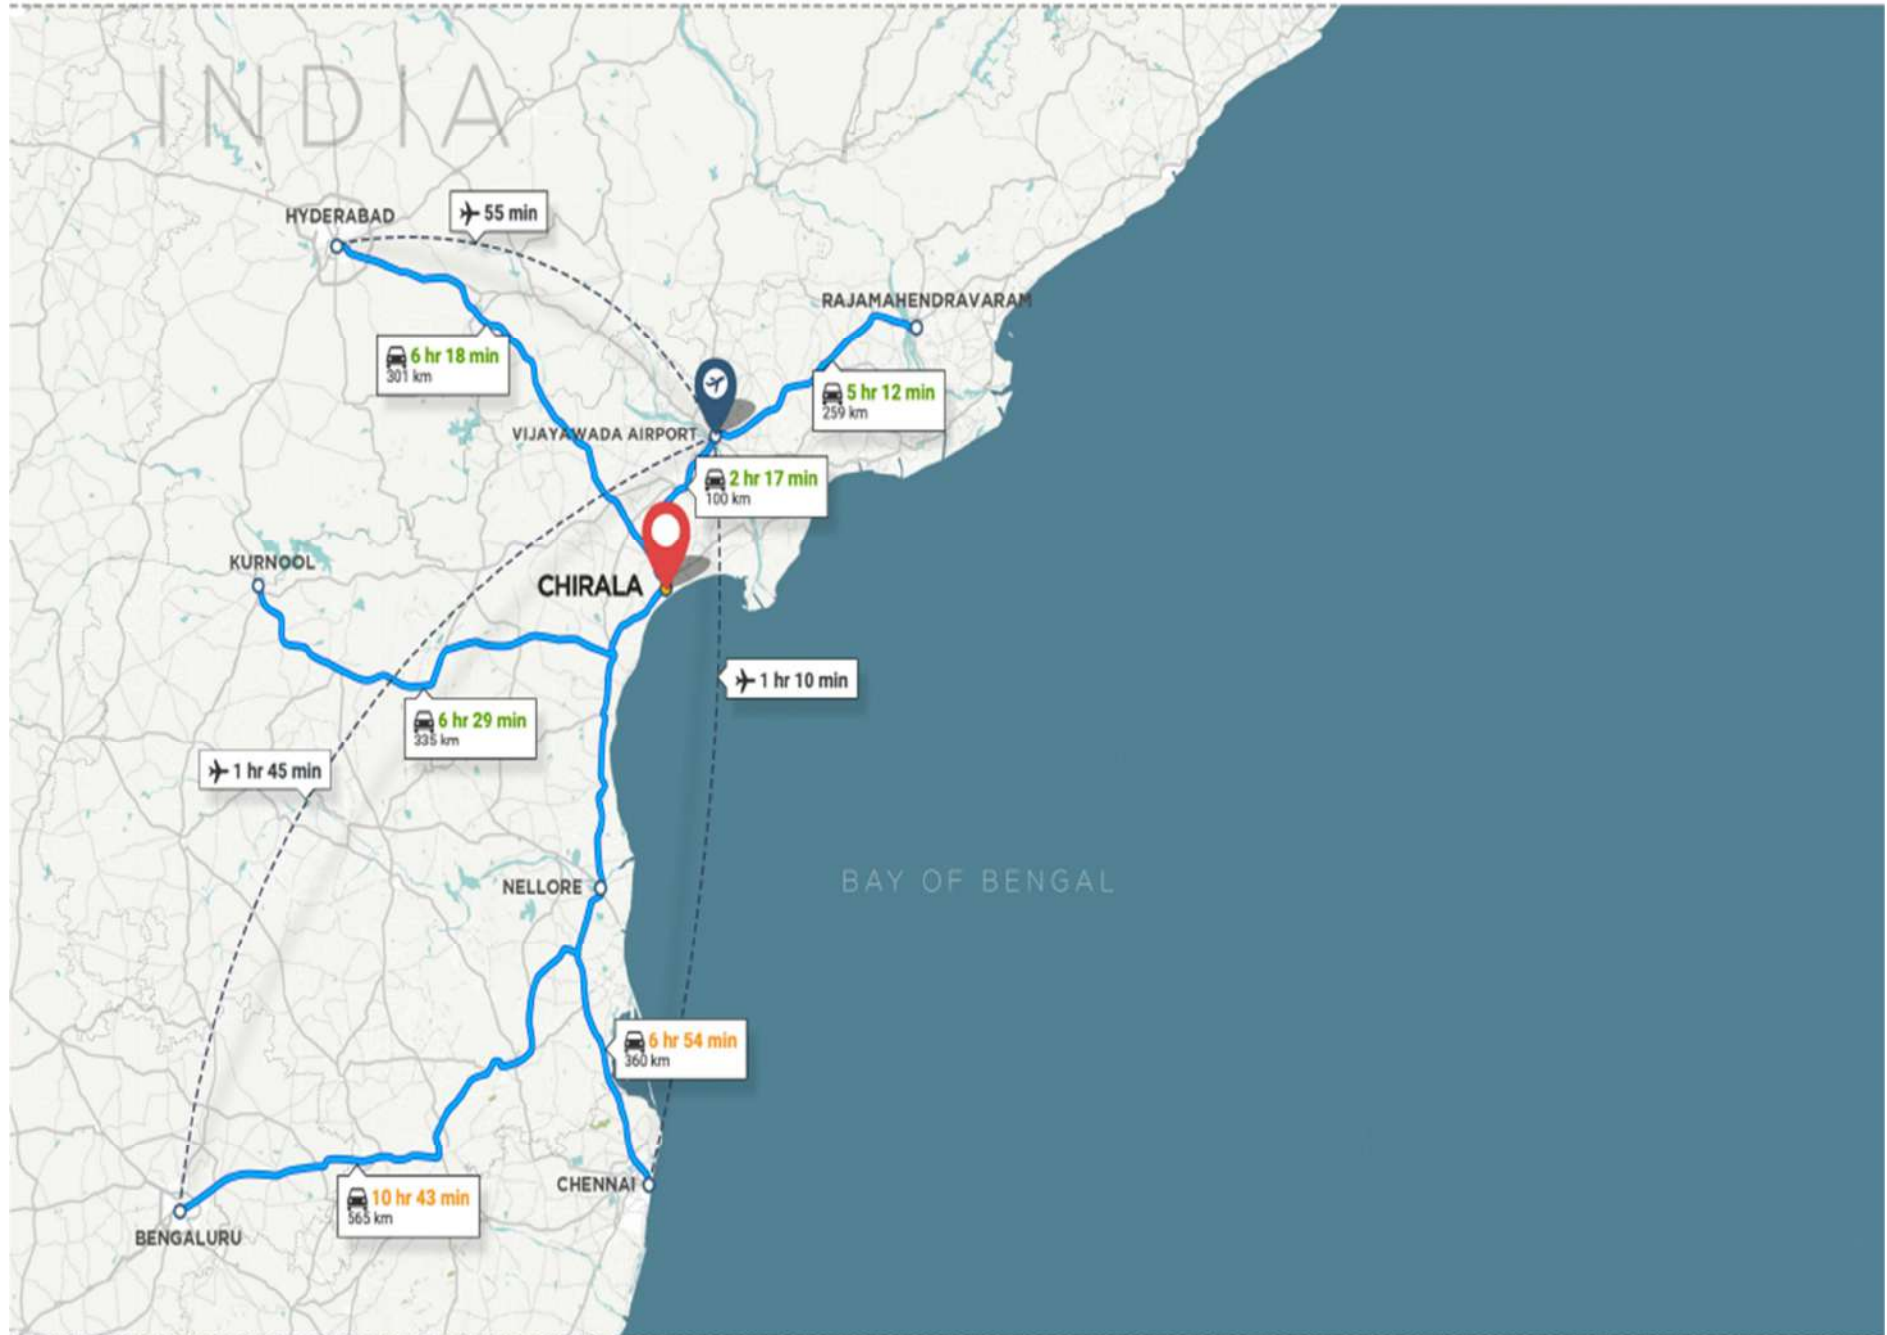 INDIA
HYDERABAD
55 min
RAJAMAHENDRAVARAM
6 hr 18 min
301 km
5 hr 12 min
259 km
VIJAYAWADA AIRPORT
2 hr 17 min
100 km
KURNOOL
CHIRALA
1 hr 10 min
6 hr 29 min
335 km
1 hr 45 min
NELLORE
BAY OF BENGAL
6 hr 54 min
360 km
CHENNAI
10 hr 43 min
565 km
BENGALURU